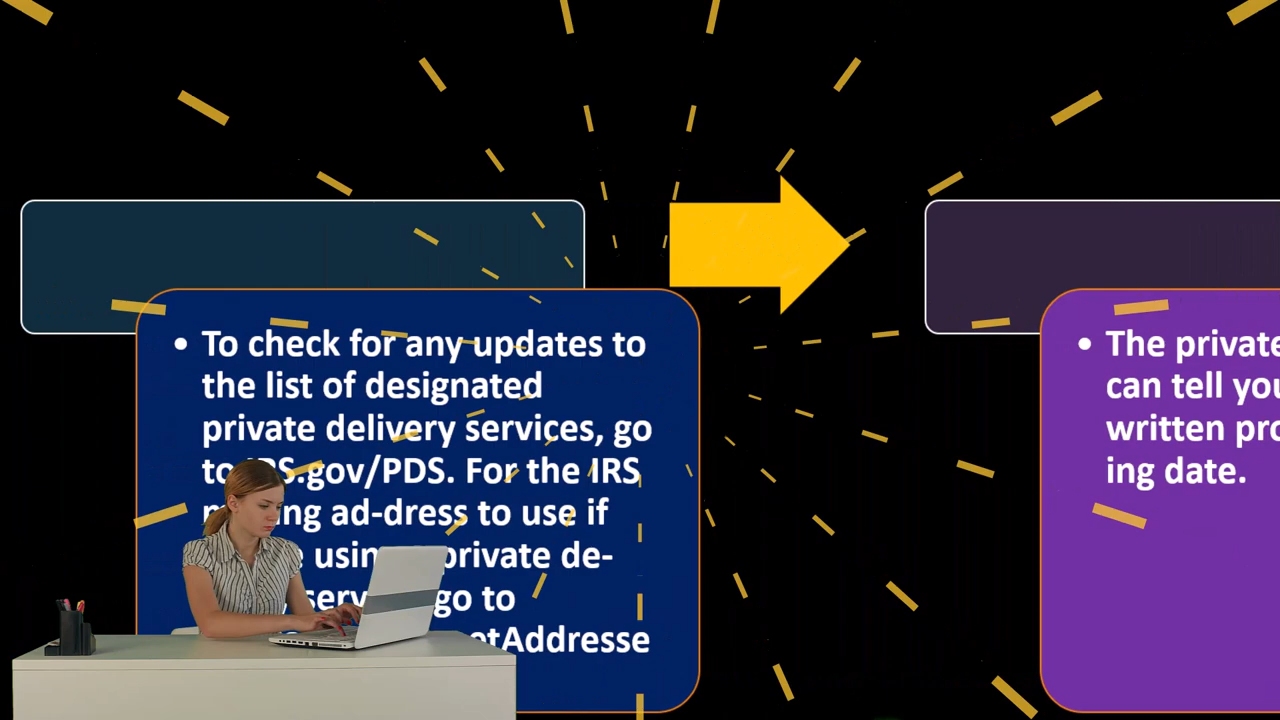 • To check for any updates to
the list of designated
private delivery services, go
to IRS.gov/PDS. For the IRS
ad-dress to use if
using private de-
go to
etAddresse
• The private
can tell you
written
ing date.